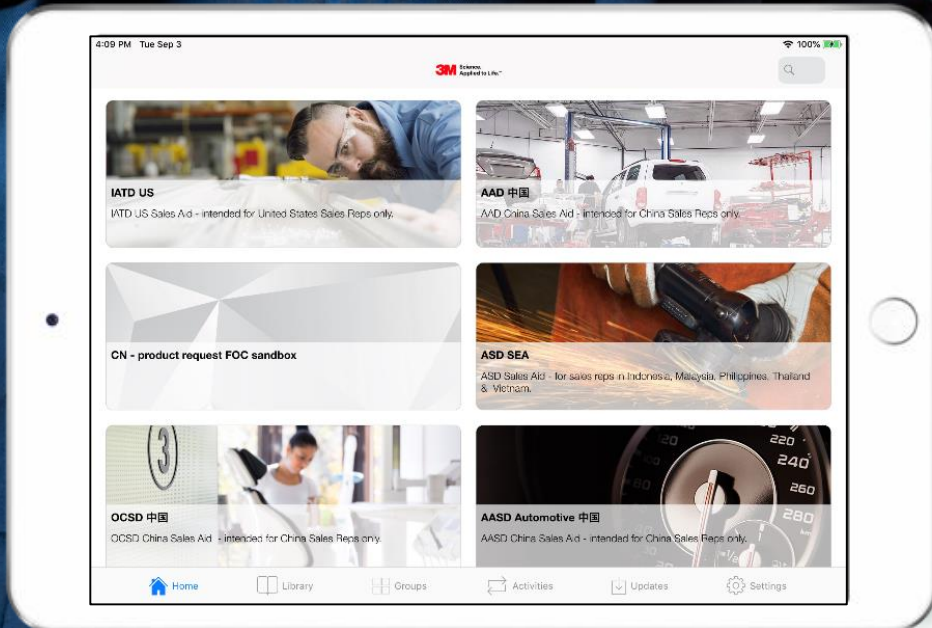 4:09 PM Tue Sep 3
100%
3M Science.
Applied to Life.™
IATD US
IATD US Sales Aid - intended for United States Sales Reps only.
AAD 中国
AAD China Sales Aid - intended for China Sales Reps only.
CN - product request FOC sandbox
ASD SEA
ASD Sales Aid - for sales reps in Indonesia, Malaysia, Philippines, Thailand
& Vietnam.
3
OCSD 中国
OCSD China Sales Aid - intended for China Sales Reps only.
220
240
260
280
AASD Automotive 中国
AASD China Sales Aid - intended for China Sales Reps only.
Home
Library
Groups
Activities
Updates
Settings